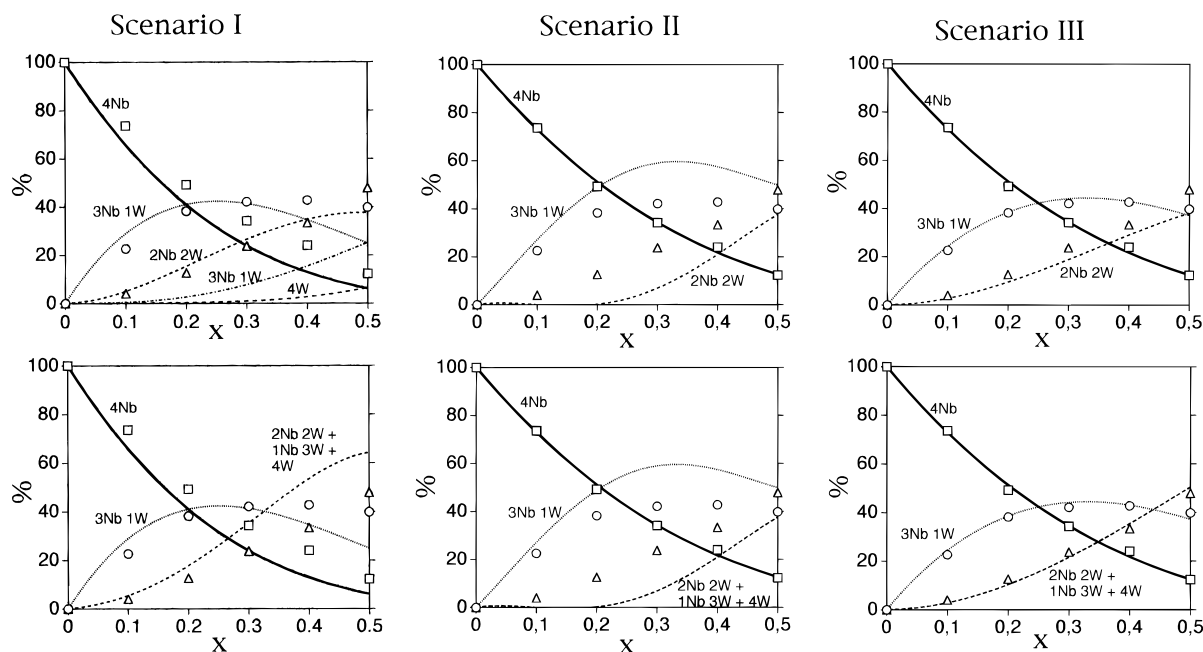 Scenario I
Scenario II
Scenario III
100
80
60
40
20
0
%
4Nb
3Nb 1W
2Nb 2W
3Nb 1W
4W
0
0.1
0.2
0.3
0.4
0.5
X
100
80
60
40
20
0
%
4Nb
3Nb 1W
2Nb 2W
0
0,1
0,2
0,3
0,4
0,5
X
100
80
60
40
20
0
%
4Nb
3Nb 1W
2Nb 2W
0
0,1
0,2
0,3
0,4
0,5
X
100
80
60
40
20
0
%
4Nb
2Nb 2W +
1Nb 3W +
4W
3Nb 1W
0
0.1
0.2
0.3
0.4
0.5
X
100
80
60
40
20
0
%
4Nb
3Nb 1W
2Nb 2W +
1Nb 3W + 4W
0
0,1
0,2
0,3
0,4
0,5
X
100
80
60
40
20
0
%
4Nb
3Nb 1W
2Nb 2W +
1Nb 3W + 4W
0
0,1
0,2
0,3
0,4
0,5
X